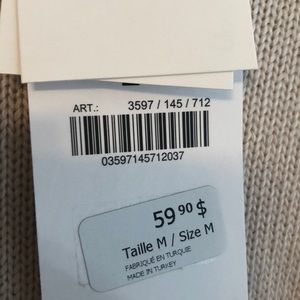 ART.: 3597 / 145 / 712
03597145712037
59 90 $
Taille M / Size M
FABRIQUÉ EN TURQUIE
MADE IN TURKEY